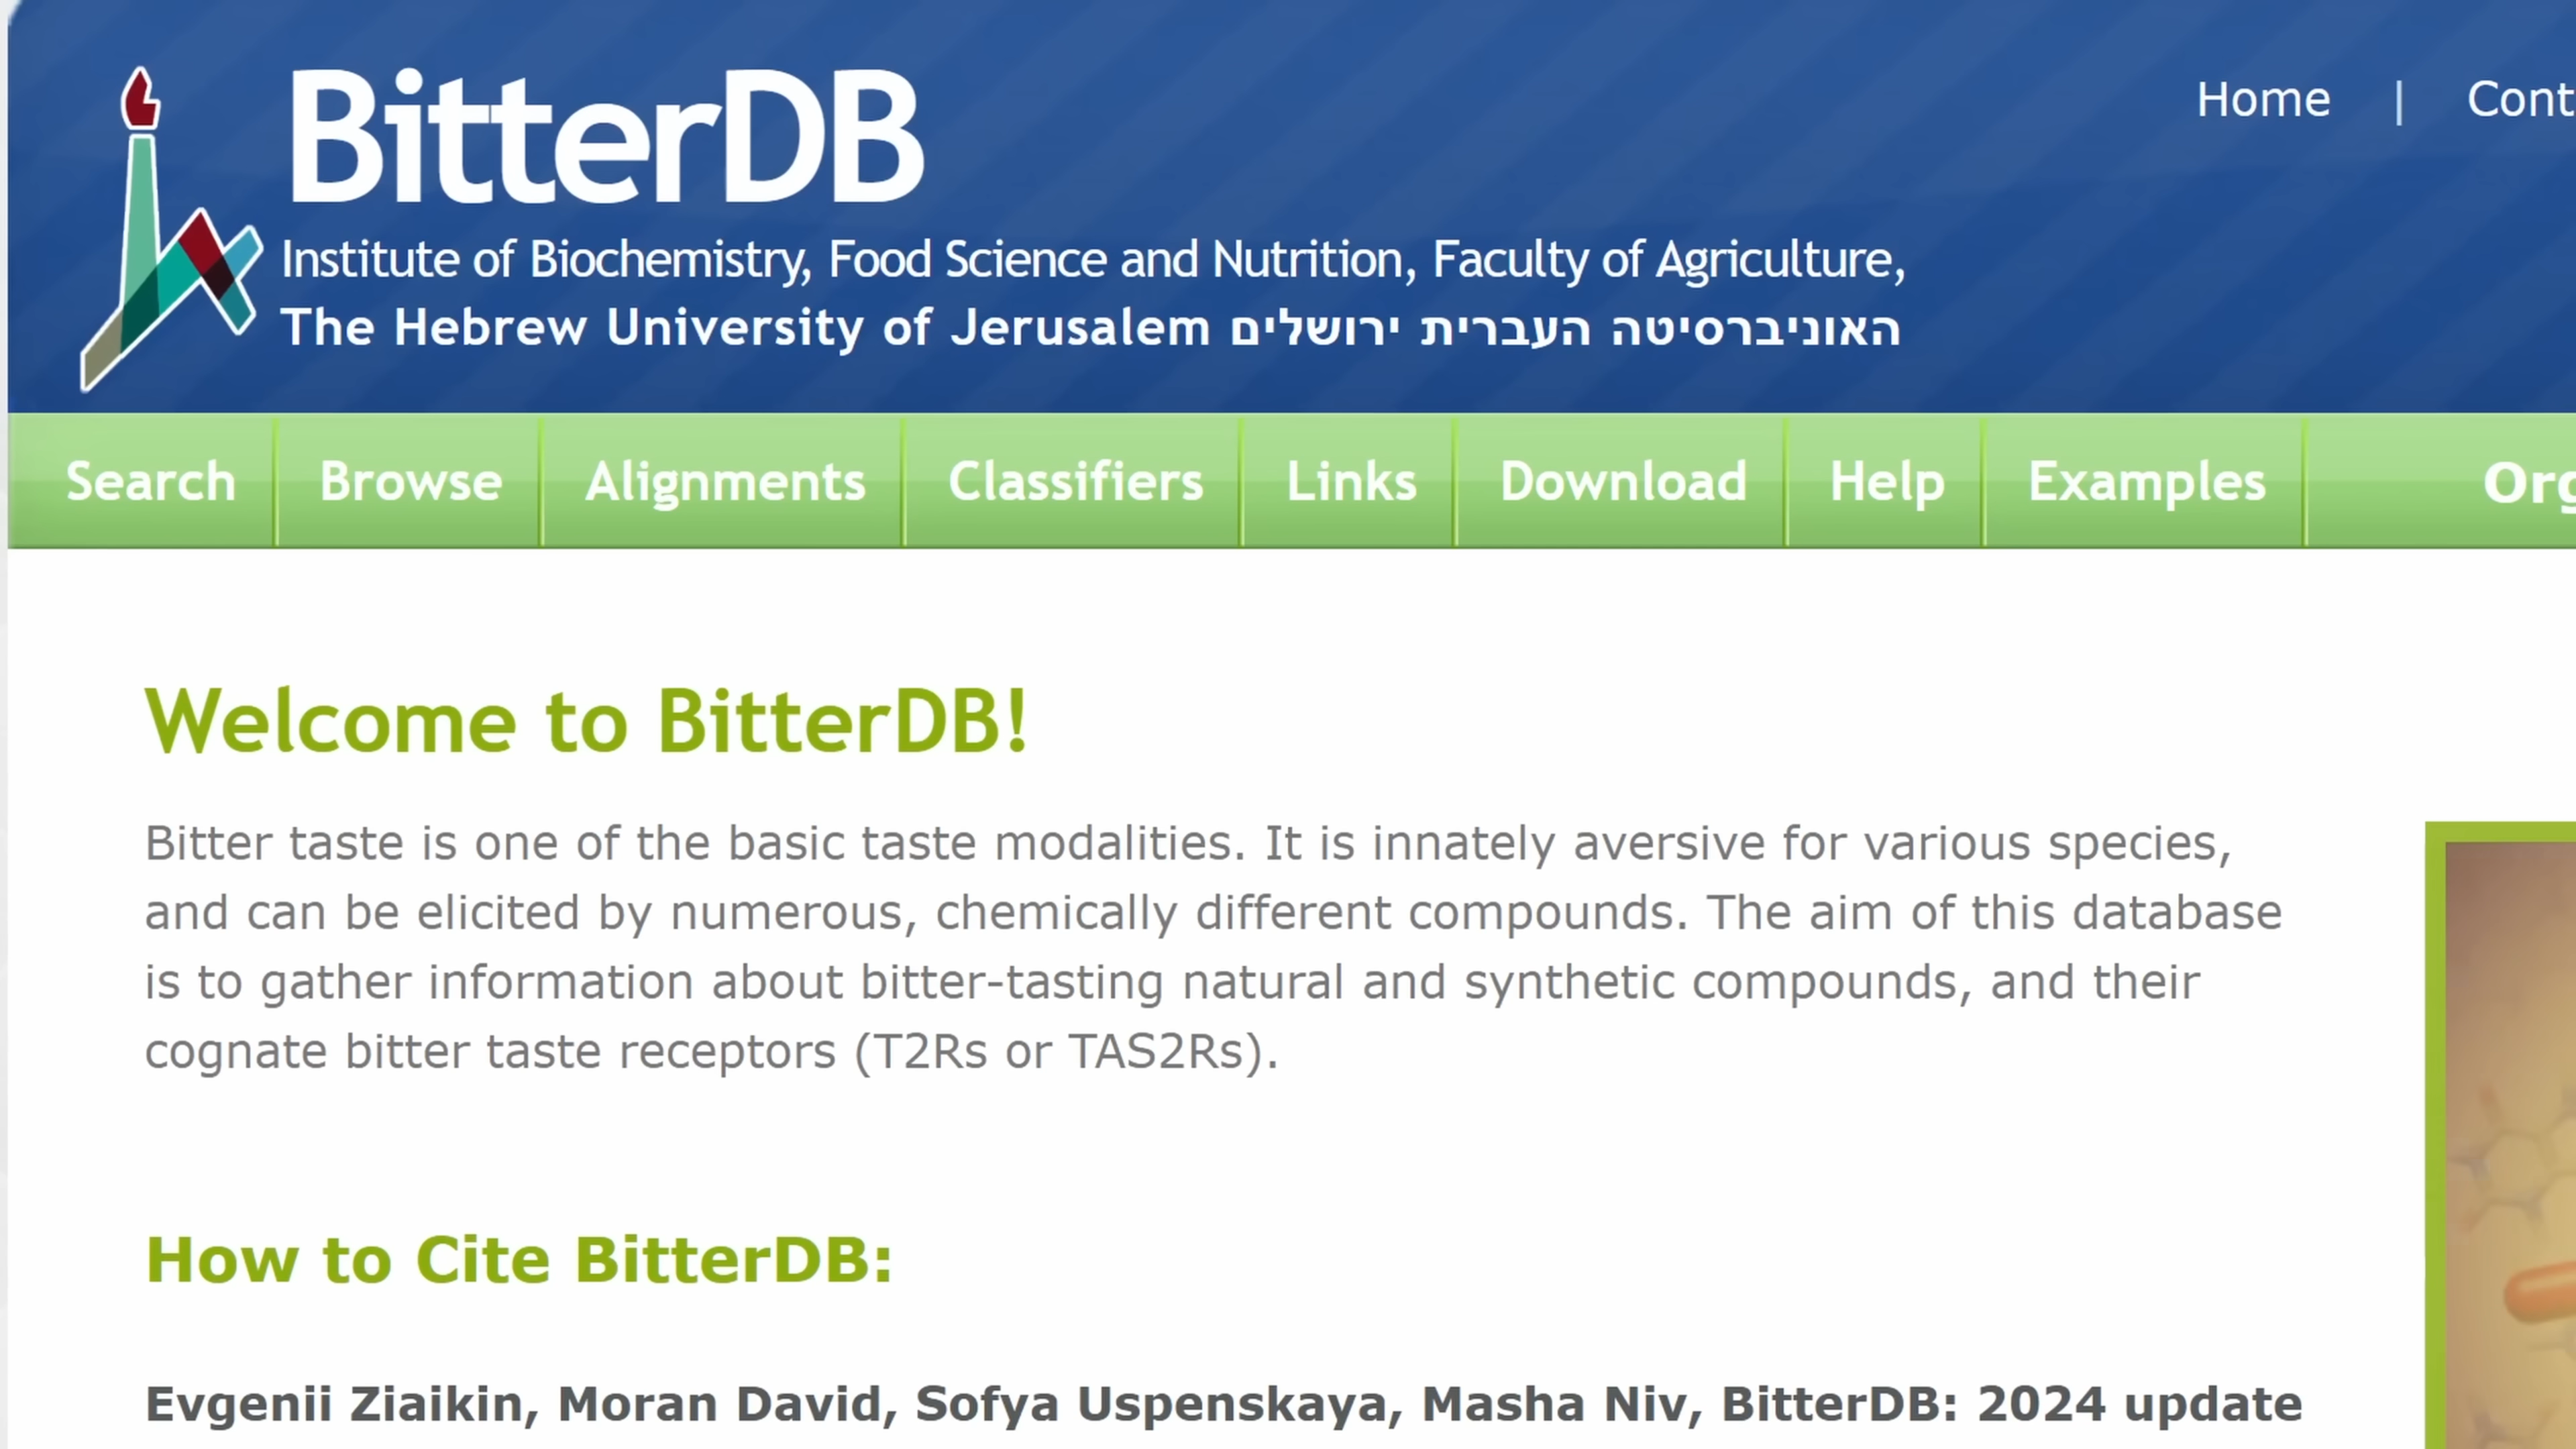 BitterDB
Home | Cont
Institute of Biochemistry, Food Science and Nutrition, Faculty of Agriculture,
The Hebrew University of Jerusalem האוניברסיטה העברית ירושלים
Search Browse Alignments Classifiers Links Download Help Examples Org
Welcome to BitterDB!
Bitter taste is one of the basic taste modalities. It is innately aversive for various species,
and can be elicited by numerous, chemically different compounds. The aim of this database
is to gather information about bitter-tasting natural and synthetic compounds, and their
cognate bitter taste receptors (T2Rs or TAS2Rs).
How to Cite BitterDB:
Evgenii Ziaikin, Moran David, Sofya Uspenskaya, Masha Niv, BitterDB: 2024 update